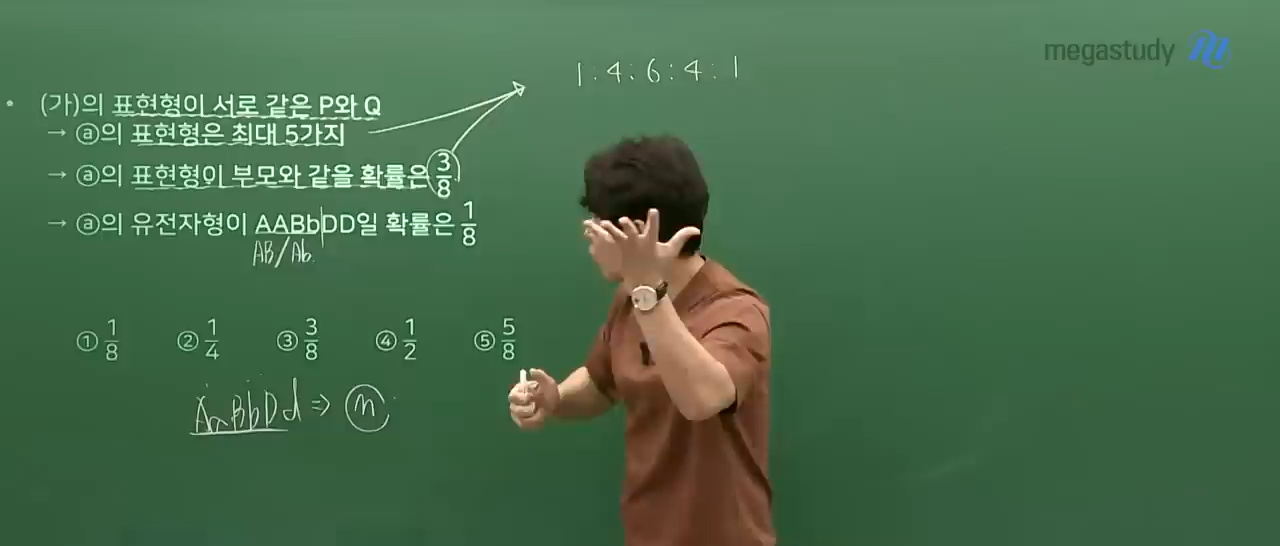 megastudy
1 : 4 : 6 : 4 : 1
• (가)의 표현형이 서로 같은 P와 Q
→ ⓐ의 표현형은 최대 5가지
→ ⓐ의 표현형이 부모와 같을 확률은 3/8
→ ⓐ의 유전자형이 AABbDD일 확률은 1/8
AB/Ab
① 1/8 ② 1/4 ③ 3/8 ④ 1/2 ⑤ 5/8
AaBbDd ⇒ n